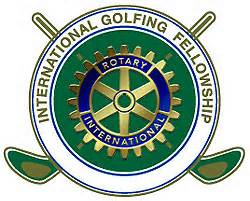 INTERNATIONAL GOLFING FELLOWSHIP
ROTARY
INTERNATIONAL